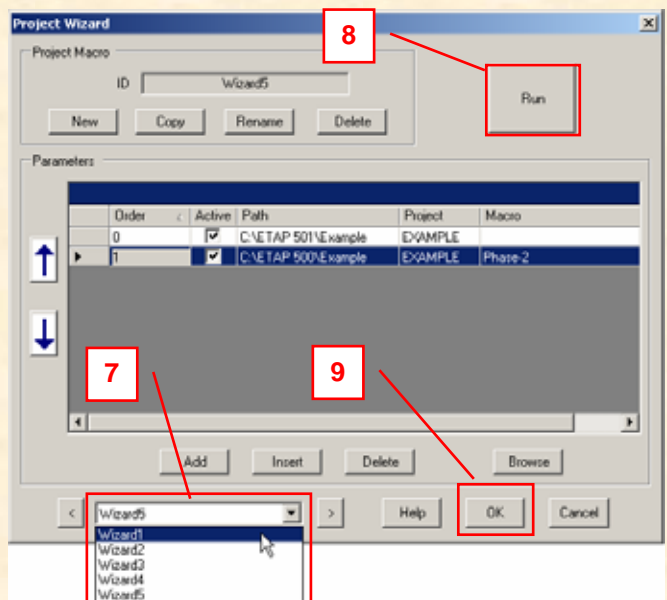 Project Wizard
8
Project Macro
ID Wizard5
Run
New Copy Rename Delete
Parameters
Order Active Path Project Macro
0 C:\ETAP 501\Example EXAMPLE
1 C:\ETAP 500\Example EXAMPLE Phase-2
7 9
Add Insert Delete Browse
< Wizard5 > Help OK Cancel
Wizard1
Wizard2
Wizard3
Wizard4
Wizard5